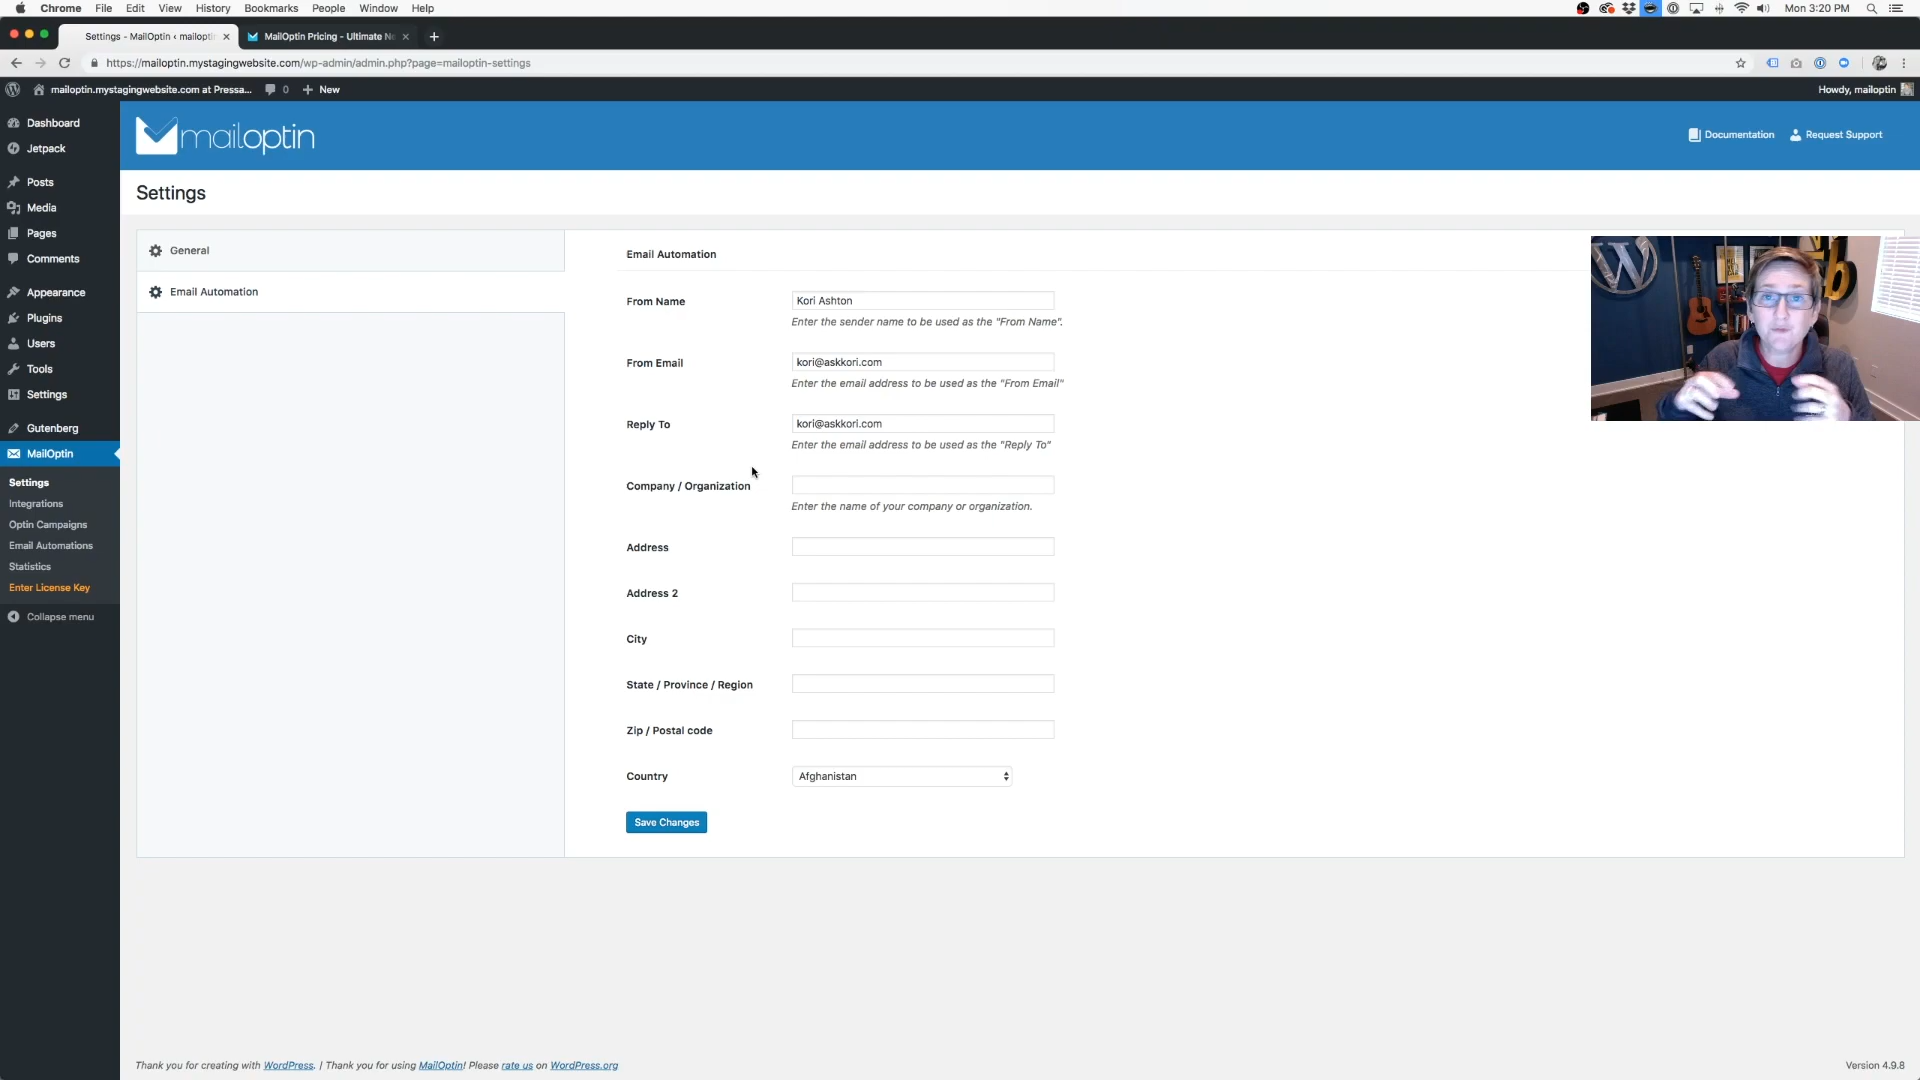 Chrome File Edit View History Bookmarks People Window Help
Mon 3:20 PM
Settings - MailOptin ‹ mailoptin
MailOptin Pricing - Ultimate N
https://mailoptin.mystagingwebsite.com/wp-admin/admin.php?page=mailoptin-settings
mailoptin.mystagingwebsite.com at Pressa... 0 + New
Howdy, mailoptin
mailoptin
Documentation
Request Support
Dashboard
Jetpack
Posts
Media
Pages
Comments
Appearance
Plugins
Users
Tools
Settings
Gutenberg
MailOptin
Settings
Integrations
Optin Campaigns
Email Automations
Statistics
Enter License Key
Collapse menu
Settings
General
Email Automation
Email Automation
From Name
Kori Ashton
Enter the sender name to be used as the "From Name".
From Email
kori@askkori.com
Enter the email address to be used as the "From Email"
Reply To
kori@askkori.com
Enter the email address to be used as the "Reply To"
Company / Organization
Enter the name of your company or organization.
Address
Address 2
City
State / Province / Region
Zip / Postal code
Country
Afghanistan
Save Changes
Thank you for creating with WordPress. | Thank you for using MailOptin! Please rate us on WordPress.org
Version 4.9.8